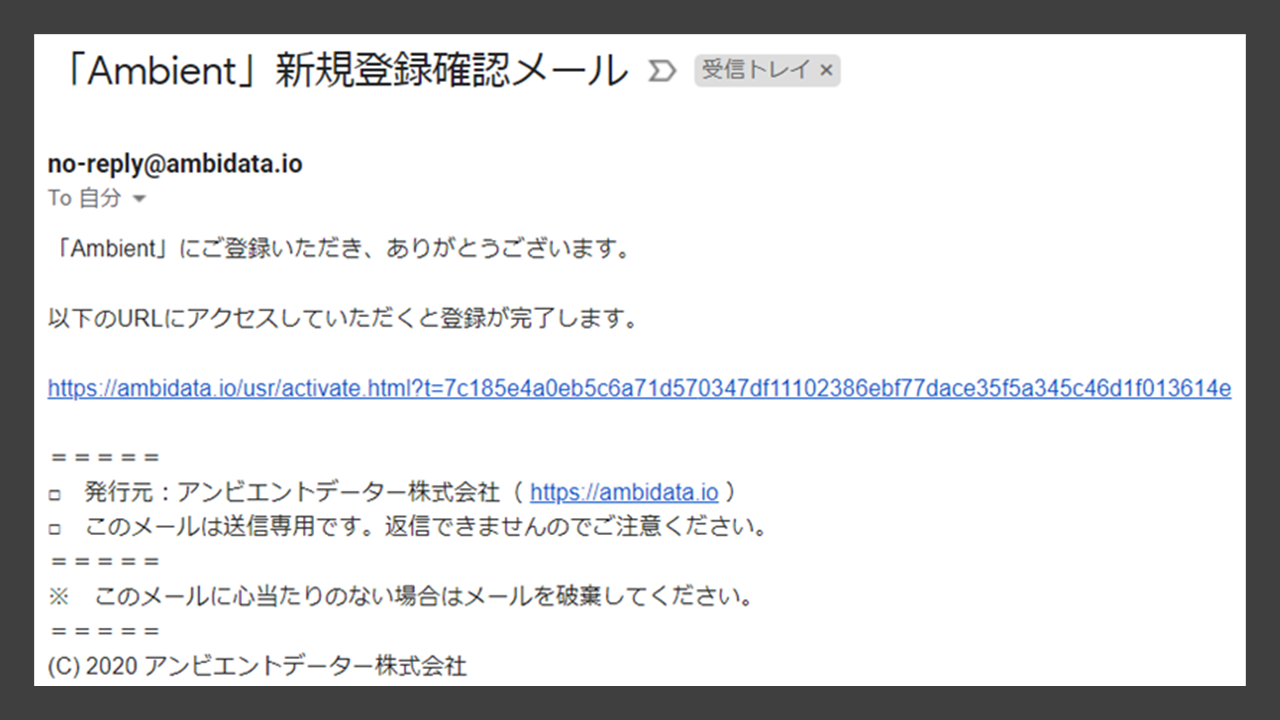 「Ambient」新規登録確認メール 受信トレイ ×
no-reply@ambidata.io
To 自分
「Ambient」にご登録いただき、ありがとうございます。
以下のURLにアクセスしていただくと登録が完了します。
https://ambidata.io/usr/activate.html?t=7c185e4a0eb5c6a71d570347df11102386ebf77dace35f5a345c46d1f013614e
＝＝＝＝＝
□　発行元：アンビエントデーター株式会社（ https://ambidata.io ）
□　このメールは送信専用です。返信できませんのでご注意ください。
＝＝＝＝＝
※　このメールに心当たりのない場合はメールを破棄してください。
＝＝＝＝＝
(C) 2020 アンビエントデーター株式会社